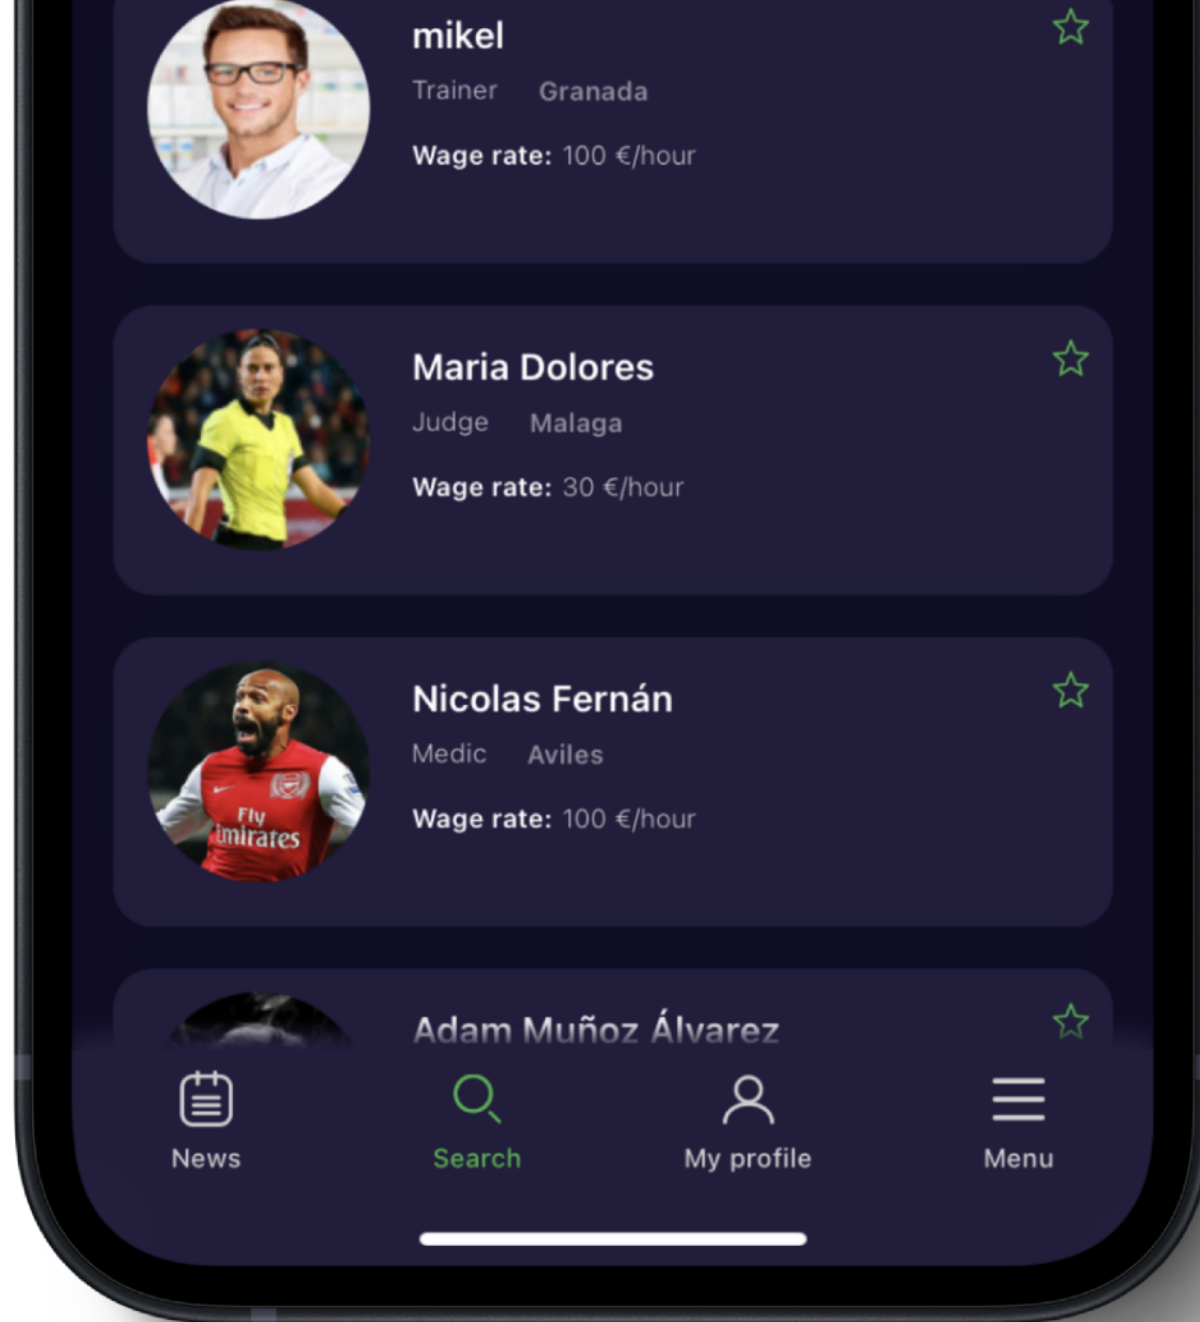 mikel
Trainer Granada
Wage rate: 100 €/hour
Maria Dolores
Judge Malaga
Wage rate: 30 €/hour
Nicolas Fernán
Medic Aviles
Wage rate: 100 €/hour
Fly
Emirates
Adam Muñoz Álvarez
News Search My profile Menu